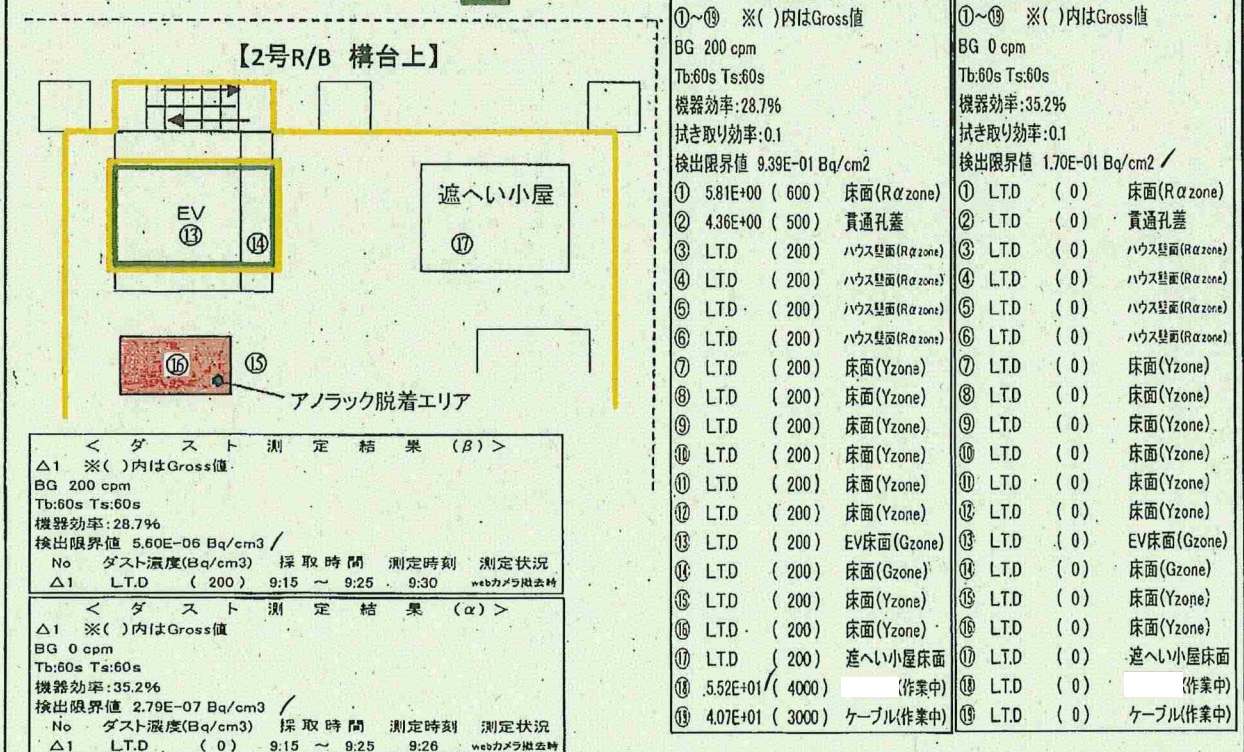 【2号R/B 構台上】
EV
⑬
⑭
遮へい小屋
⑰
⑯
⑮
アノラック脱着エリア
< ダスト測定結果(β)>
△1 ※( )内はGross値
BG 200 cpm
Tb:60s Ts:60s
機器効率:28.7%
検出限界値 5.60E-06 Bq/cm3
No ダスト濃度(Bq/cm3) 採取時間 測定時刻 測定状況
△1 L.T.D ( 200) 9:15 ~ 9:25 9:30 webカメラ撤去時
< ダスト測定結果(α)>
△1 ※( )内はGross値
BG 0 cpm
Tb:60s Ts:60s
機器効率:35.2%
検出限界値 2.79E-07 Bq/cm3
No ダスト濃度(Bq/cm3) 採取時間 測定時刻 測定状況
△1 L.T.D ( 0) 9:15 ~ 9:25 9:26 webカメラ撤去時
①~⑲ ※( )内はGross値
BG 200 cpm
Tb:60s Ts:60s
機器効率:28.7%
拭き取り効率:0.1
検出限界値 9.39E-01 Bq/cm2
① 5.81E+00 ( 600) 床面(Rαzone)
② 4.36E+00 ( 500) 貫通孔蓋
③ L.T.D ( 200) ハウス壁面(Rαzone)
④ L.T.D ( 200) ハウス壁面(Rαzone)
⑤ L.T.D ( 200) ハウス壁面(Rαzone)
⑥ L.T.D ( 200) ハウス壁面(Rαzone)
⑦ L.T.D ( 200) 床面(Yzone)
⑧ L.T.D ( 200) 床面(Yzone)
⑨ L.T.D ( 200) 床面(Yzone)
⑩ L.T.D ( 200) 床面(Yzone)
⑪ L.T.D ( 200) 床面(Yzone)
⑫ L.T.D ( 200) 床面(Yzone)
⑬ L.T.D ( 200) EV床面(Gzone)
⑭ L.T.D ( 200) 床面(Gzone)
⑮ L.T.D ( 200) 床面(Yzone)
⑯ L.T.D ( 200) 床面(Yzone)
⑰ L.T.D ( 200) 遮へい小屋床面
⑱ 5.52E+01 ( 4000) (作業中)
⑲ 4.07E+01 ( 3000) ケーブル(作業中)
①~⑲ ※( )内はGross値
BG 0 cpm
Tb:60s Ts:60s
機器効率:35.2%
拭き取り効率:0.1
検出限界値 1.70E-01 Bq/cm2
① L.T.D ( 0) 床面(Rαzone)
② L.T.D ( 0) 貫通孔蓋
③ L.T.D ( 0) ハウス壁面(Rαzone)
④ L.T.D ( 0) ハウス壁面(Rαzone)
⑤ L.T.D ( 0) ハウス壁面(Rαzone)
⑥ L.T.D ( 0) ハウス壁面(Rαzone)
⑦ L.T.D ( 0) 床面(Yzone)
⑧ L.T.D ( 0) 床面(Yzone)
⑨ L.T.D ( 0) 床面(Yzone)
⑩ L.T.D ( 0) 床面(Yzone)
⑪ L.T.D ( 0) 床面(Yzone)
⑫ L.T.D ( 0) 床面(Yzone)
⑬ L.T.D ( 0) EV床面(Gzone)
⑭ L.T.D ( 0) 床面(Gzone)
⑮ L.T.D ( 0) 床面(Yzone)
⑯ L.T.D ( 0) 床面(Yzone)
⑰ L.T.D ( 0) 遮へい小屋床面
⑱ L.T.D ( 0) (作業中)
⑲ L.T.D ( 0) ケーブル(作業中)